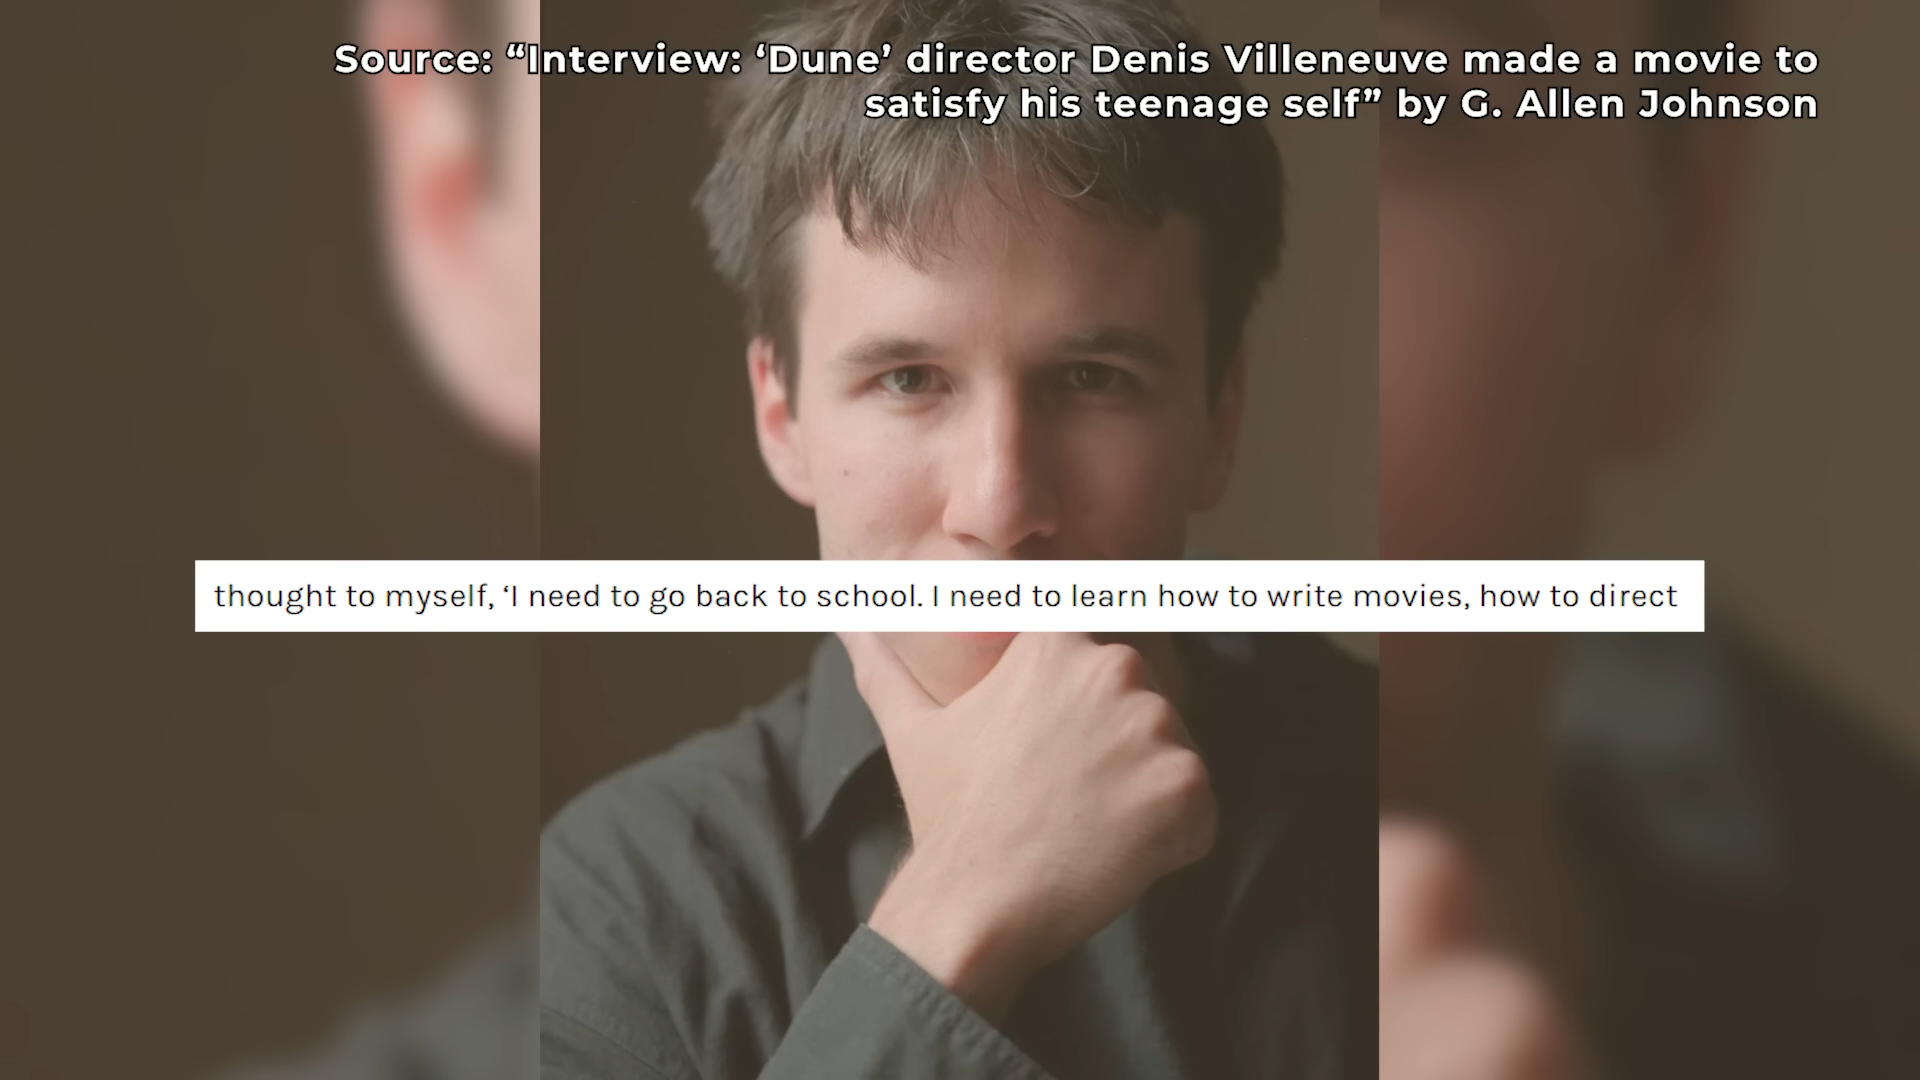 Source: “Interview: ‘Dune’ director Denis Villeneuve made a movie to
satisfy his teenage self” by G. Allen Johnson
thought to myself, ‘I need to go back to school. I need to learn how to write movies, how to direct